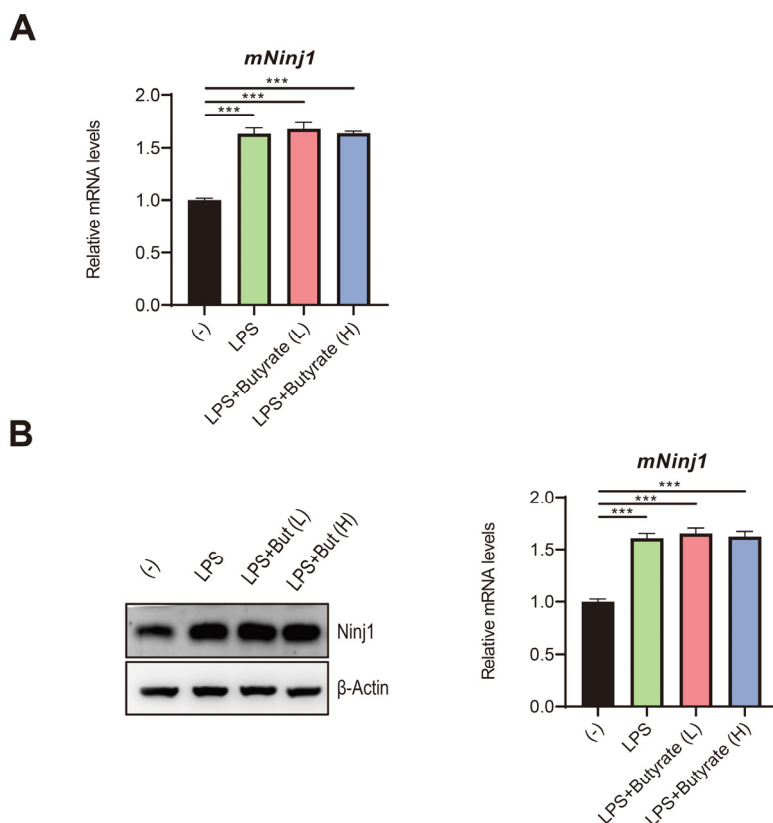 A
mNinj1
***
***
***
Relative mRNA levels
2.0
1.5
1.0
0.5
0.0
(-)
LPS
LPS+Butyrate (L)
LPS+Butyrate (H)
B
(-)
LPS
LPS+But (L)
LPS+But (H)
Ninj1
β-Actin
mNinj1
***
***
***
Relative mRNA levels
2.0
1.5
1.0
0.5
0.0
(-)
LPS
LPS+Butyrate (L)
LPS+Butyrate (H)